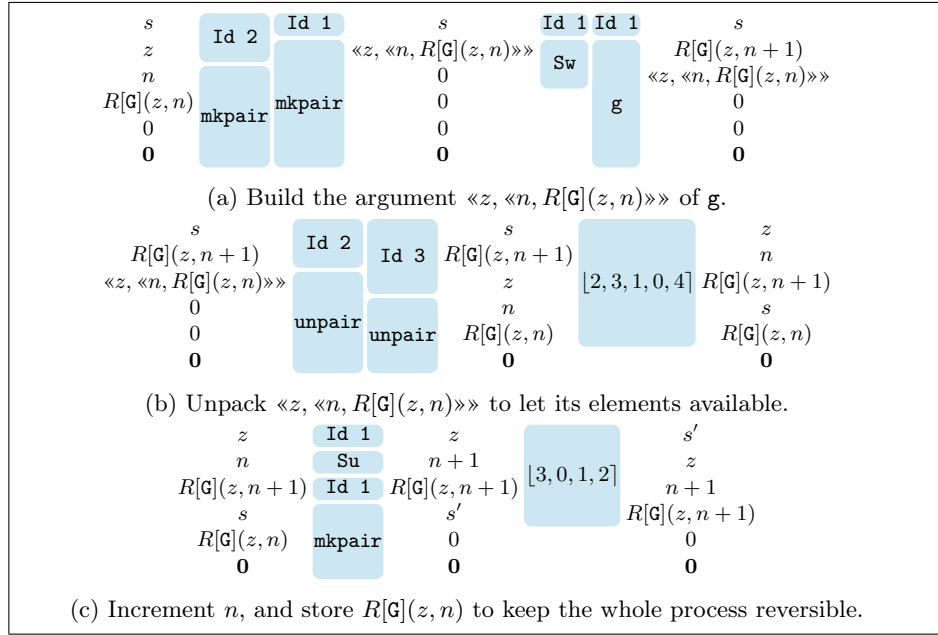 s Id 2 Id 1 s Id 1 Id 1 s
z «z, «n, R[G](z, n)»» Sw R[G](z, n + 1)
n mkpair 0 «z, «n, R[G](z, n)»»
R[G](z, n) mkpair 0 g 0
0 0 0
0 0 0
(a) Build the argument «z, «n, R[G](z, n)»» of g.
s Id 2 s z
R[G](z, n + 1) Id 3 R[G](z, n + 1) n
«z, «n, R[G](z, n)»» z ⌊2, 3, 1, 0, 4⌉ R[G](z, n + 1)
0 unpair n s
0 unpair R[G](z, n) R[G](z, n)
0 0 0
(b) Unpack «z, «n, R[G](z, n)»» to let its elements available.
z Id 1 z s′
n Su n + 1 ⌊3, 0, 1, 2⌉ z
R[G](z, n + 1) Id 1 R[G](z, n + 1) n + 1
s s′ R[G](z, n + 1)
R[G](z, n) mkpair 0 0
0 0 0
(c) Increment n, and store R[G](z, n) to keep the whole process reversible.